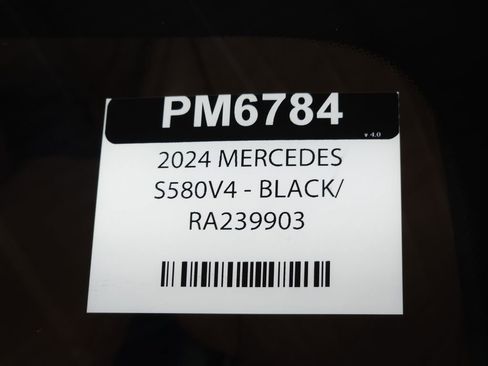 PM6784
v 4.0
2024 MERCEDES
S580V4 - BLACK/
RA239903